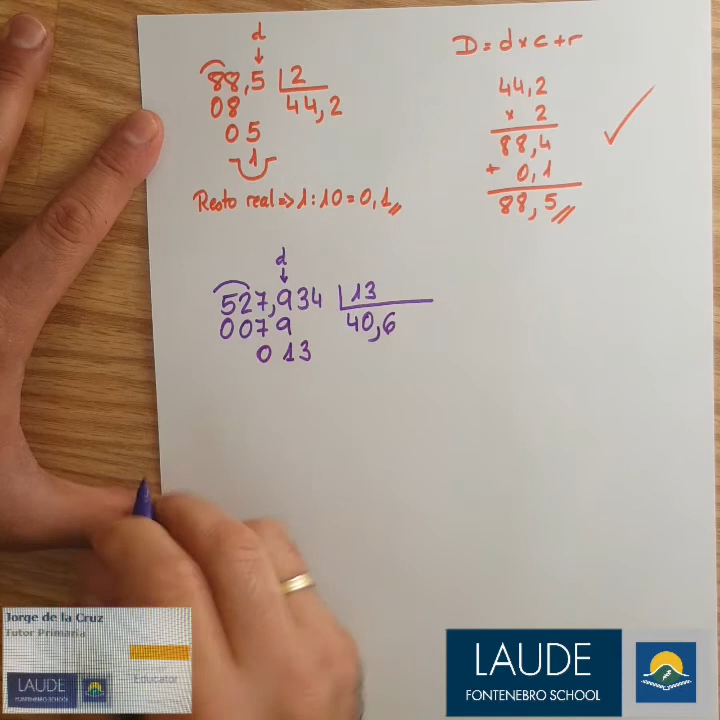 d
↓
88,5 | 2
08 44,2
05
1
Resto real => 1:10 = 0,1
D = d x c + r
44,2
x 2
88,4
+ 0,1
88,5
d
↓
527,934 | 13
0079 40,6
013
Jorge de la Cruz
Tutor Primaria
Educator
LAUDE
FONTENEBRO SCHOOL
LAUDE
FONTENEBRO SCHOOL